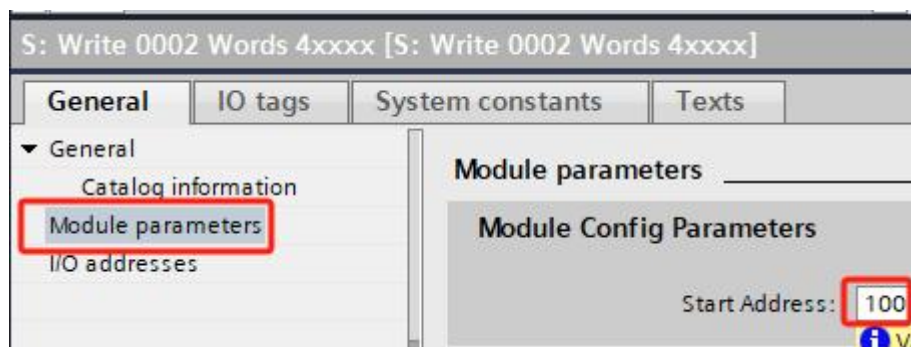 S: Write 0002 Words 4xxxx [S: Write 0002 Words 4xxxx]
General IO tags System constants Texts
General
Catalog information
Module parameters
I/O addresses
Module parameters
Module Config Parameters
Start Address: 100